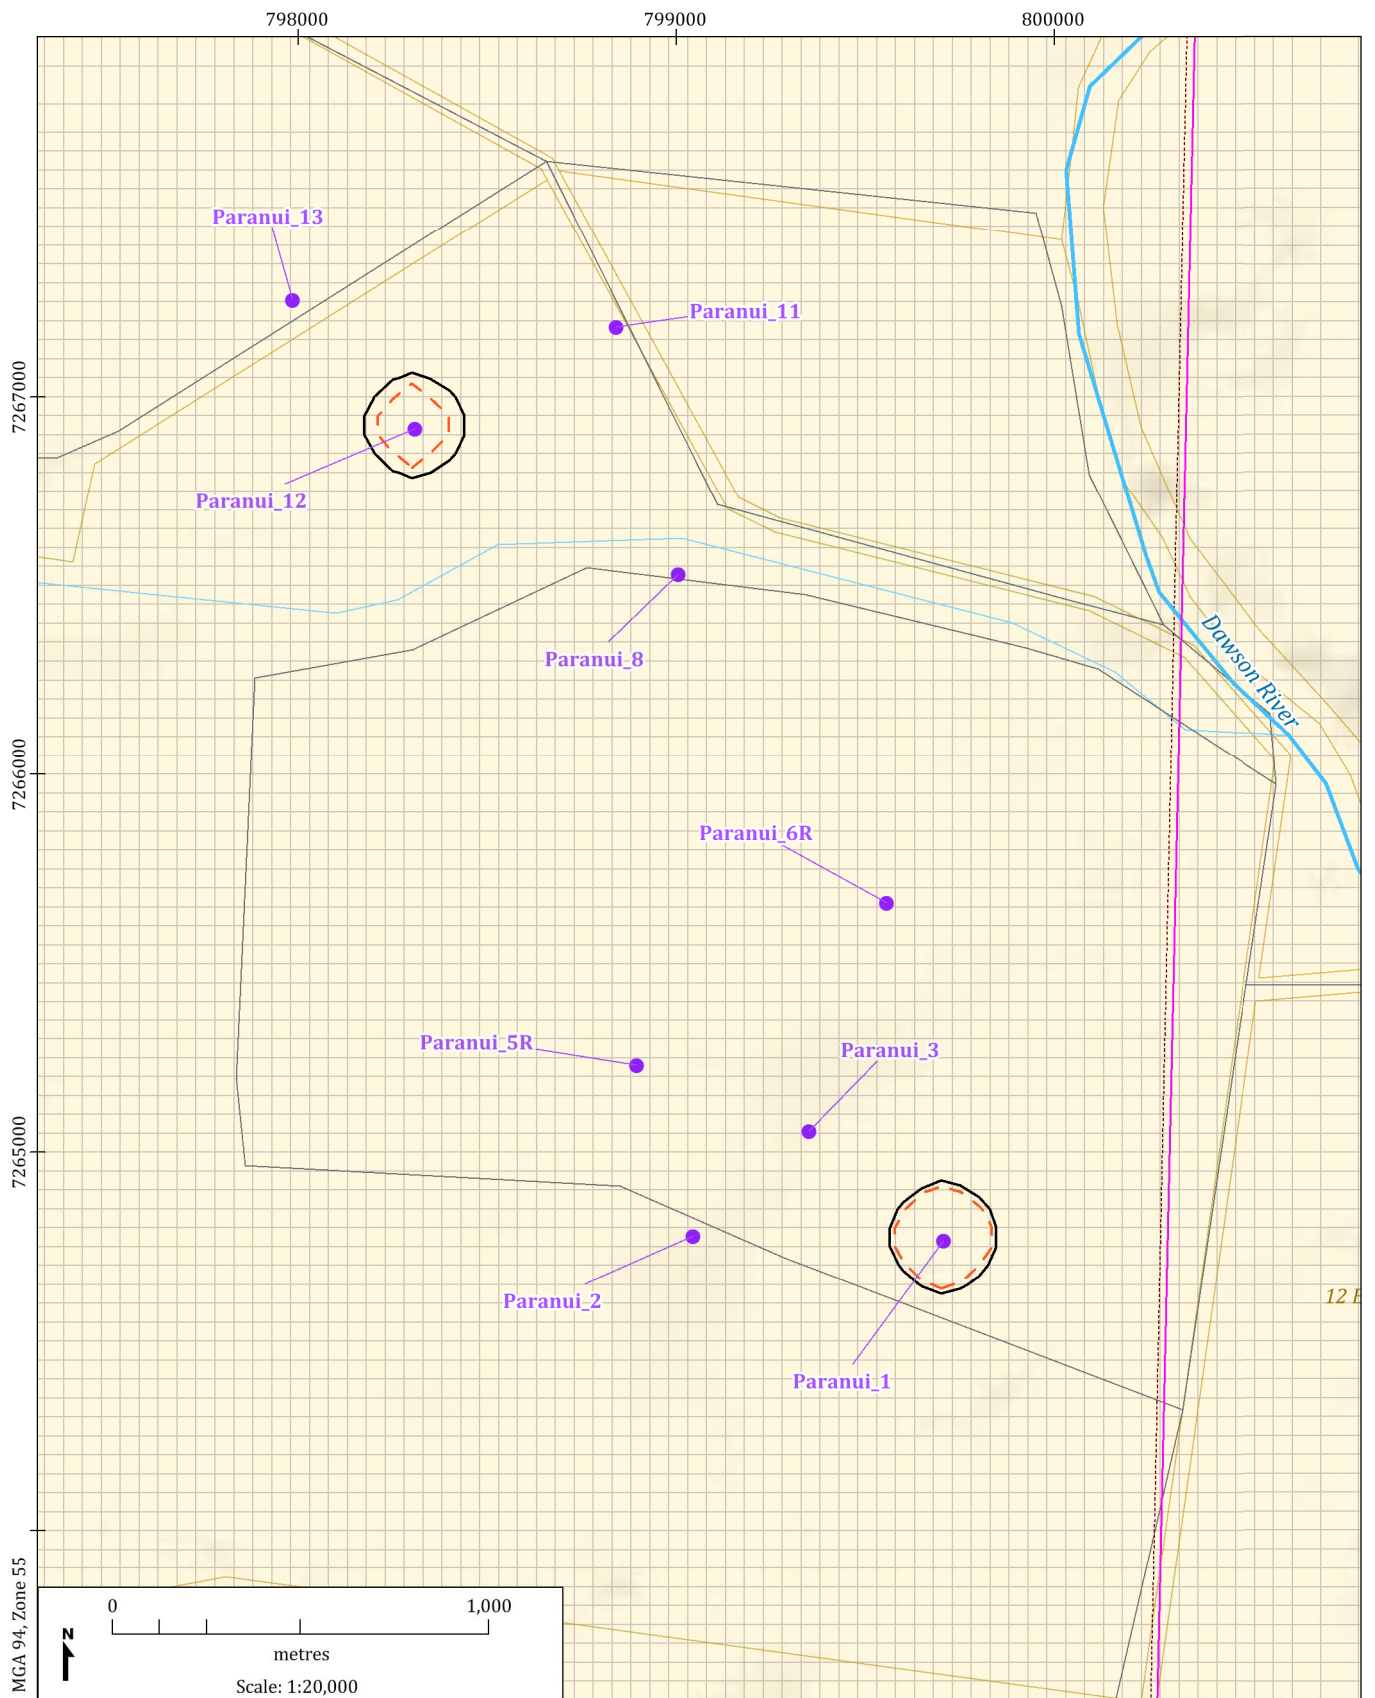 798000
799000
800000
Paranui_13
Paranui_11
7267000
Paranui_12
Paranui_8
Dawson River
7266000
Paranui_6R
Paranui_5R
Paranui_3
7265000
Paranui_2
12 E
Paranui_1
MGA 94, Zone 55
0
1,000
N
metres
Scale: 1:20,000